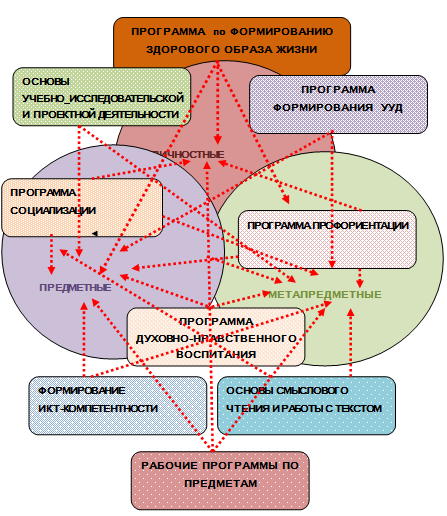 ПРОГРАММА по ФОРМИРОВАНИЮ
ЗДОРОВОГО ОБРАЗА ЖИЗНИ
ОСНОВЫ
УЧЕБНО_ИССЛЕДОВАТЕЛЬСКОЙ
И ПРОЕКТНОЙ ДЕЯТЕЛЬНОСТИ
ПРОГРАММА
ФОРМИРОВАНИЯ УУД
ИЧНОСТНЫЕ
ПРОГРАММА
СОЦИАЛИЗАЦИИ
ПРОГРАММА ПРОФОРИЕНТАЦИИ
ПРЕДМЕТНЫЕ
МЕТАПРЕДМЕТНЫЕ
ПРОГРАММА
ДУХОВНО-НРАВСТВЕННОГО
ВОСПИТАНИЯ
ФОРМИРОВАНИЕ
ИКТ-КОМПЕТЕНТНОСТИ
ОСНОВЫ СМЫСЛОВОГО
ЧТЕНИЯ И РАБОТЫ С ТЕКСТОМ
РАБОЧИЕ ПРОГРАММЫ ПО
ПРЕДМЕТАМ